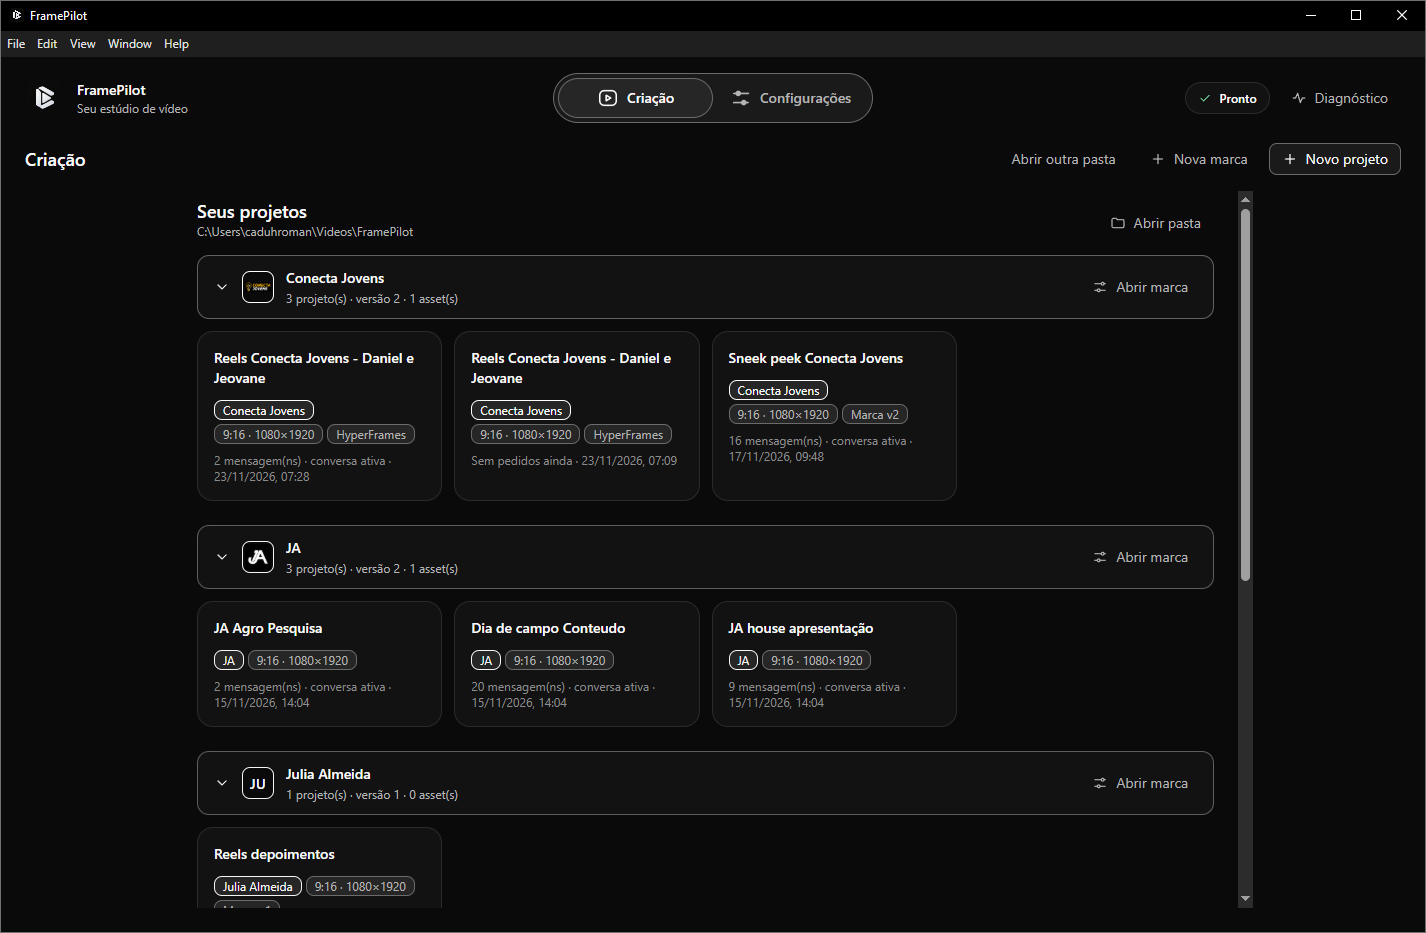 FramePilot
File Edit View Window Help
FramePilot
Seu estúdio de vídeo
Criação
Configurações
Pronto
Diagnóstico
Criação
Abrir outra pasta
+ Nova marca
+ Novo projeto
Seus projetos
C:\Users\caduhroman\Videos\FramePilot
Abrir pasta
CONECTA
JOVENS
Conecta Jovens
3 projeto(s) · versão 2 · 1 asset(s)
Abrir marca
Reels Conecta Jovens - Daniel e
Jeovane
Conecta Jovens
9:16 · 1080×1920
HyperFrames
2 mensagem(ns) · conversa ativa ·
23/11/2026, 07:28
Reels Conecta Jovens - Daniel e
Jeovane
Conecta Jovens
9:16 · 1080×1920
HyperFrames
Sem pedidos ainda · 23/11/2026, 07:09
Sneek peek Conecta Jovens
Conecta Jovens
9:16 · 1080×1920
Marca v2
16 mensagem(ns) · conversa ativa ·
17/11/2026, 09:48
JA
JA
3 projeto(s) · versão 2 · 1 asset(s)
Abrir marca
JA Agro Pesquisa
JA
9:16 · 1080×1920
2 mensagem(ns) · conversa ativa ·
15/11/2026, 14:04
Dia de campo Conteudo
JA
9:16 · 1080×1920
20 mensagem(ns) · conversa ativa ·
15/11/2026, 14:04
JA house apresentação
JA
9:16 · 1080×1920
9 mensagem(ns) · conversa ativa ·
15/11/2026, 14:04
JU
Julia Almeida
1 projeto(s) · versão 1 · 0 asset(s)
Abrir marca
Reels depoimentos
Julia Almeida
9:16 · 1080×1920